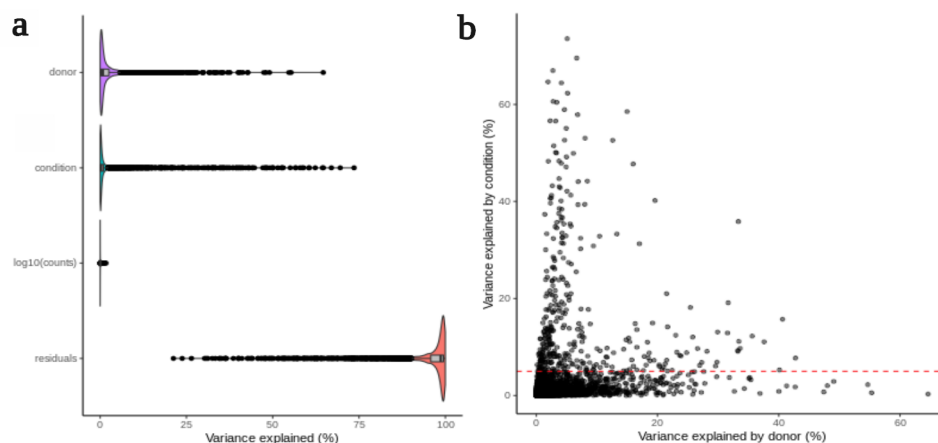 a
donor
condition
log10(counts)
residuals
0
25
50
75
100
Variance explained (%)
b
Variance explained by condition (%)
60
40
20
0
0
20
40
60
Variance explained by donor (%)